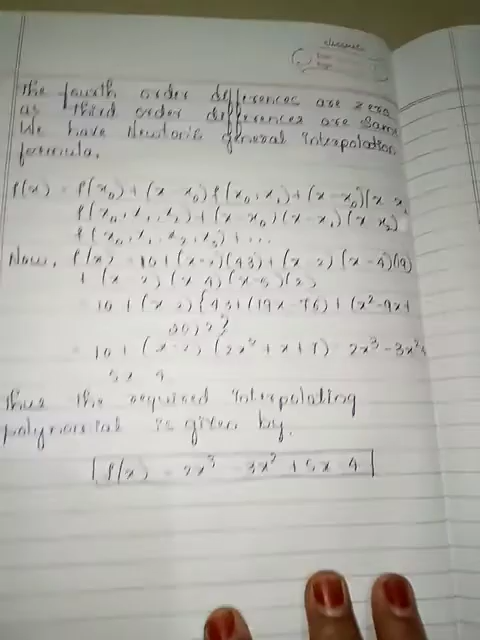 classmate
Date
Page
The fourth order differences are zero
as third order differences are same
We have Newton's general interpolation
formula,
f(x) = f(x₀) + (x - x₀) f(x₀, x₁) + (x - x₀)(x x₁
f(x₀, x₁, x₂) + (x - x₀)(x - x₁)(x x₂)
f(x₀, x₁, x₂, x₃) + ...
Now, f(x) = 10 + (x - 2)(43) + (x 2)(x - 4)(19)
+ (x 2)(x 4)(x - 5)(2)
= 10 + (x 2) { 43 + (19x - 76) + (x² - 9x +
20) 2 }
= 10 + (x - 2) (2x² + x + 7) 2x³ - 3x² +
5x 4
Thus the required interpolating
polynomial is given by.
f(x) = 2x³ - 3x² + 5x 4